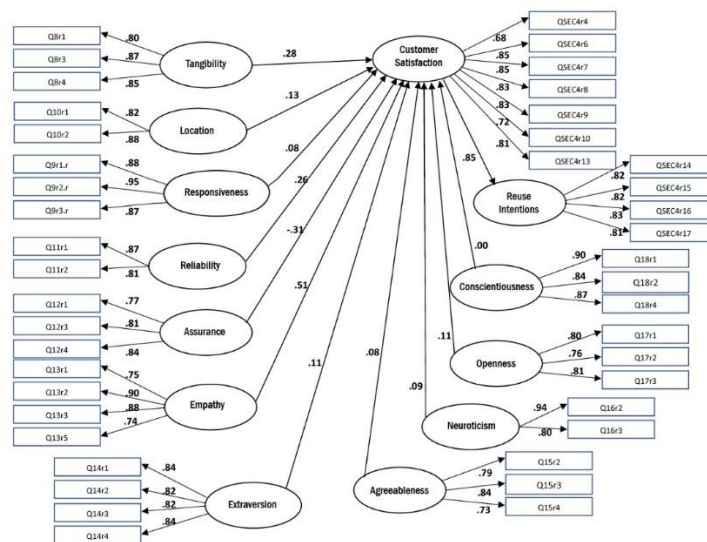 Q8r1
.80
Q8r3
.87
Q8r4
.85
Tangibility
.28
Customer
Satisfaction
.68
QSEC4r4
.85
QSEC4r6
.85
QSEC4r7
.83
QSEC4r8
.83
QSEC4r9
.72
QSEC4r10
.81
QSEC4r13
Q10r1
.82
Q10r2
.88
Location
.13
Q9r1.r
.88
Q9r2.r
.95
Q9r3.r
.87
Responsiveness
.08
.85
Reuse
Intentions
QSEC4r14
.82
QSEC4r15
.82
QSEC4r16
.83
QSEC4r17
.81
Q11r1
.87
Q11r2
.81
Reliability
.26
.00
Conscientiousness
.90
Q18r1
.84
Q18r2
.87
Q18r4
Q12r1
.77
Q12r3
.81
Q12r4
.84
Assurance
-.31
.11
Openness
.80
Q17r1
.76
Q17r2
.81
Q17r3
Q13r1
.75
Q13r2
.90
Q13r3
.88
Q13r5
.74
Empathy
.51
.09
Neuroticism
.94
Q16r2
.80
Q16r3
Q14r1
.84
Q14r2
.82
Q14r3
.82
Q14r4
.84
Extraversion
.11
.08
Agreeableness
.79
Q15r2
.84
Q15r3
.73
Q15r4